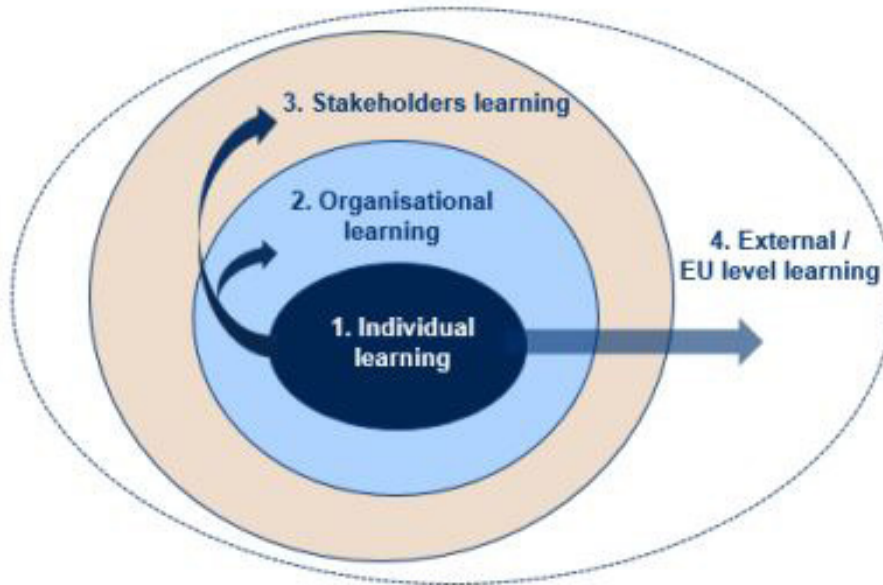 3. Stakeholders learning
2. Organisational
learning
4. External /
EU level learning
1. Individual
learning